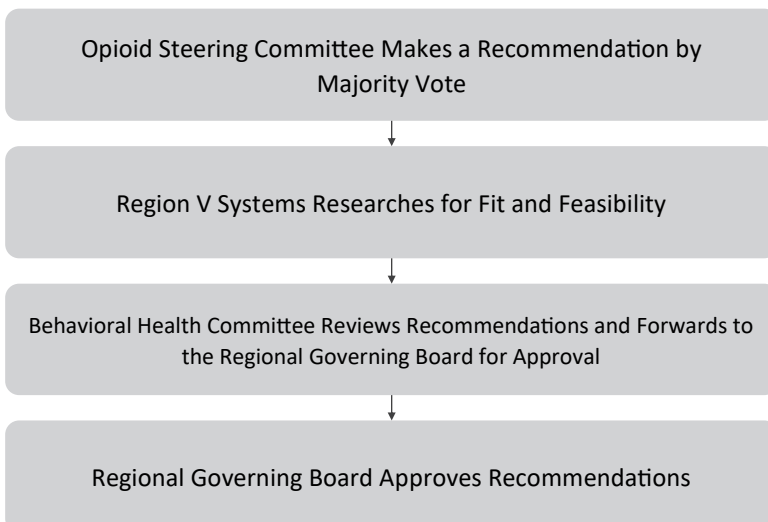 Opioid Steering Committee Makes a Recommendation by
Majority Vote
Region V Systems Researches for Fit and Feasibility
Behavioral Health Committee Reviews Recommendations and Forwards to
the Regional Governing Board for Approval
Regional Governing Board Approves Recommendations